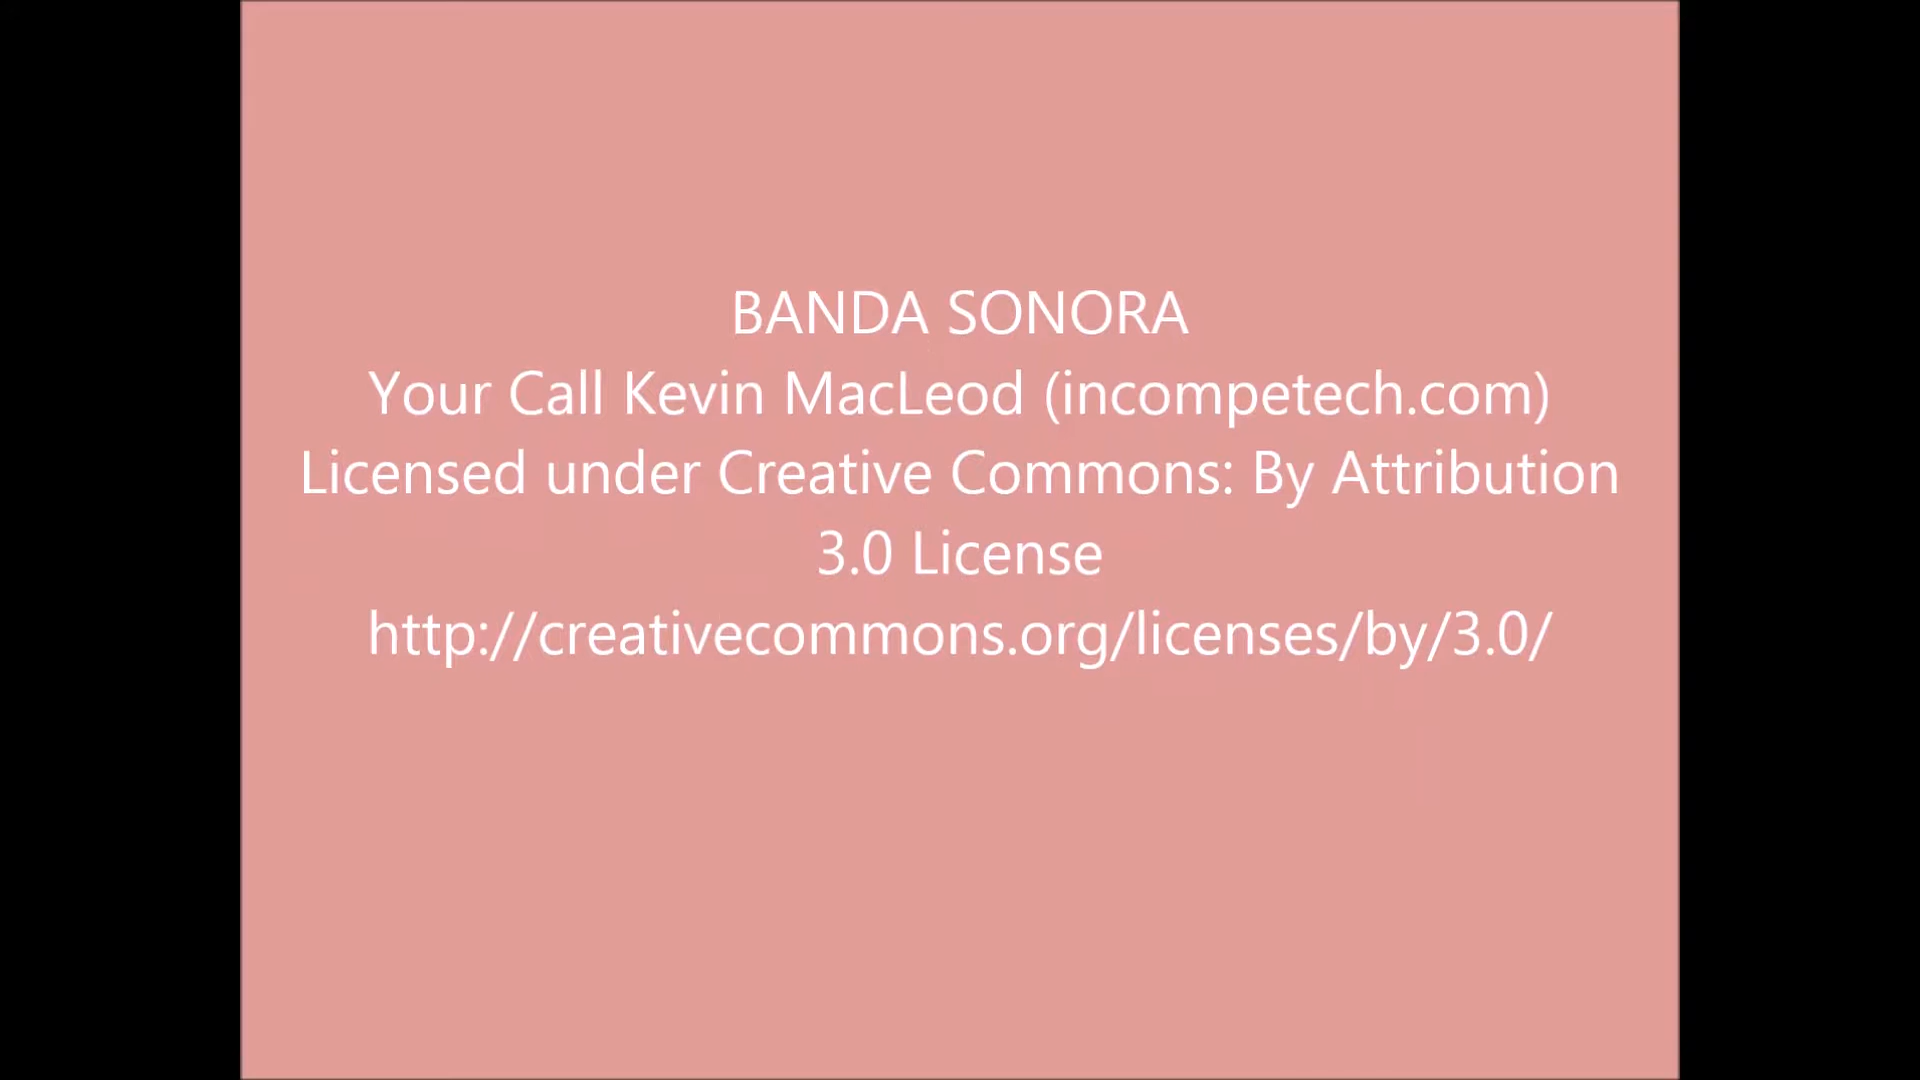 BANDA SONORA
Your Call Kevin MacLeod (incompetech.com)
Licensed under Creative Commons: By Attribution
3.0 License
http://creativecommons.org/licenses/by/3.0/